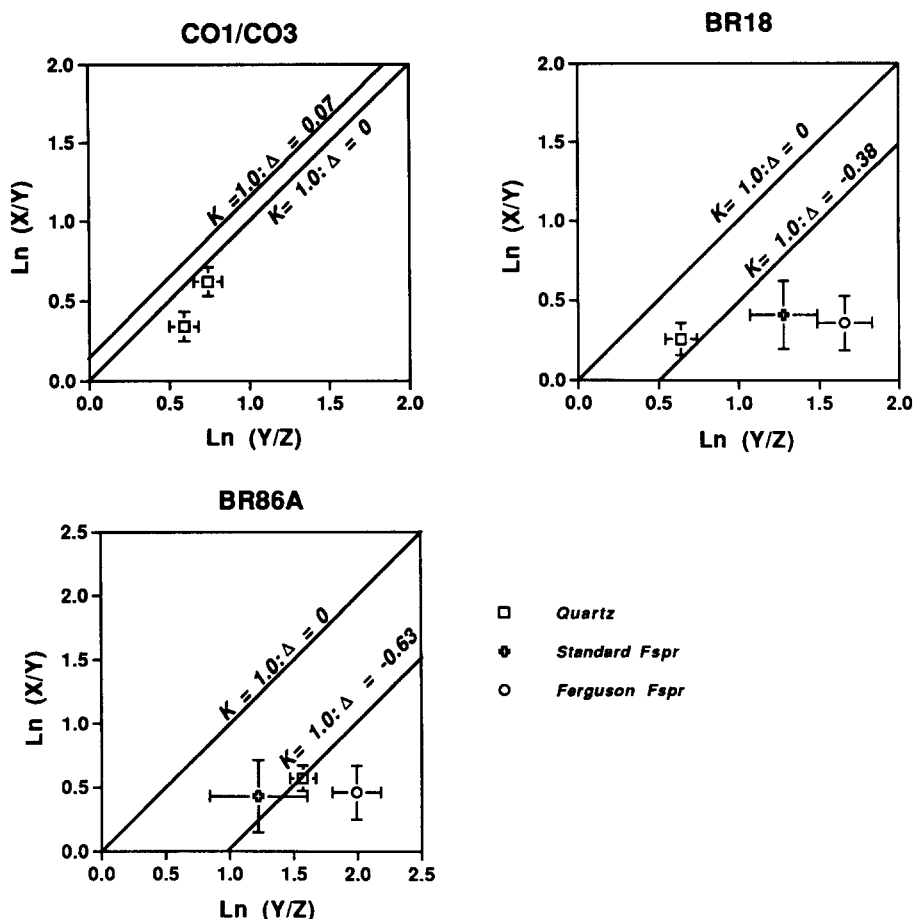 CO1/CO3
2.0
1.5
1.0
0.5
0.0
Ln (X/Y)
K =1.0: Δ = 0.07
K= 1.0: Δ = 0
0.0 0.5 1.0 1.5 2.0
Ln (Y/Z)
BR18
2.0
1.5
1.0
0.5
0.0
Ln (X/Y)
K= 1.0:Δ = 0
K= 1.0: Δ = -0.38
0.0 0.5 1.0 1.5 2.0
Ln (Y/Z)
BR86A
2.5
2.0
1.5
1.0
0.5
0.0
Ln (X/Y)
K = 1.0: Δ = 0
K= 1.0: Δ = -0.63
0.0 0.5 1.0 1.5 2.0 2.5
Ln (Y/Z)
Quartz
Standard Fspr
Ferguson Fspr